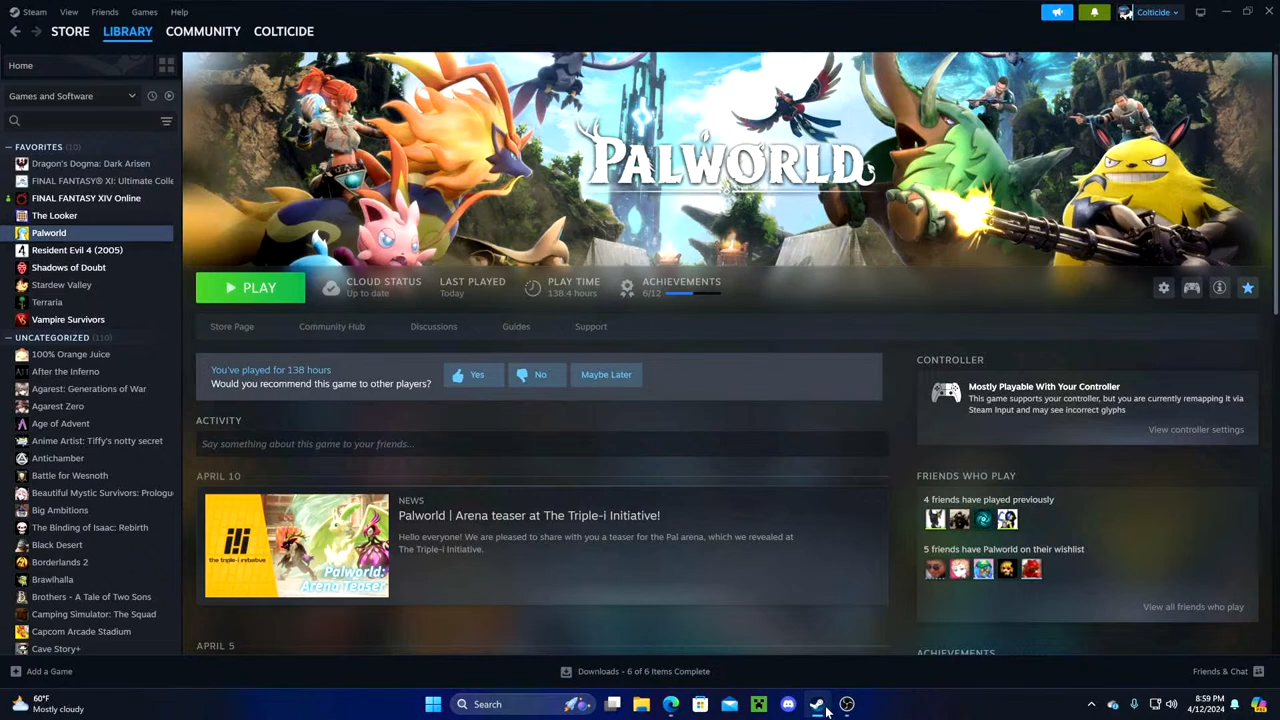 Steam View Friends Games Help
Colticide
STORE LIBRARY COMMUNITY COLTICIDE
Home
Games and Software
FAVORITES (10)
Dragon's Dogma: Dark Arisen
FINAL FANTASY® XI: Ultimate Colle
FINAL FANTASY XIV Online
The Looker
Palworld
Resident Evil 4 (2005)
Shadows of Doubt
Stardew Valley
Terraria
Vampire Survivors
UNCATEGORIZED (110)
100% Orange Juice
After the Inferno
Agarest: Generations of War
Agarest Zero
Age of Advent
Anime Artist: Tiffy's notty secret
Antichamber
Battle for Wesnoth
Beautiful Mystic Survivors: Prologue
Big Ambitions
The Binding of Isaac: Rebirth
Black Desert
Borderlands 2
Brawlhalla
Brothers - A Tale of Two Sons
Camping Simulator: The Squad
Capcom Arcade Stadium
Cave Story+
Add a Game
PALWORLD
PLAY
CLOUD STATUS
Up to date
LAST PLAYED
Today
PLAY TIME
138.4 hours
ACHIEVEMENTS
6/12
Store Page Community Hub Discussions Guides Support
You've played for 138 hours
Would you recommend this game to other players?
Yes No Maybe Later
ACTIVITY
Say something about this game to your friends...
APRIL 10
the triple-i initiative
Palworld:
Arena Teaser
NEWS
Palworld | Arena teaser at The Triple-i Initiative!
Hello everyone! We are pleased to share with you a teaser for the Pal arena, which we revealed at
The Triple-i Initiative.
APRIL 5
CONTROLLER
Mostly Playable With Your Controller
This game supports your controller, but you are currently remapping it via
Steam Input and may see incorrect glyphs
View controller settings
FRIENDS WHO PLAY
4 friends have played previously
5 friends have Palworld on their wishlist
View all friends who play
ACHIEVEMENTS
Downloads - 6 of 6 Items Complete
Friends & Chat
60°F
Mostly cloudy
Search
8:59 PM
4/12/2024